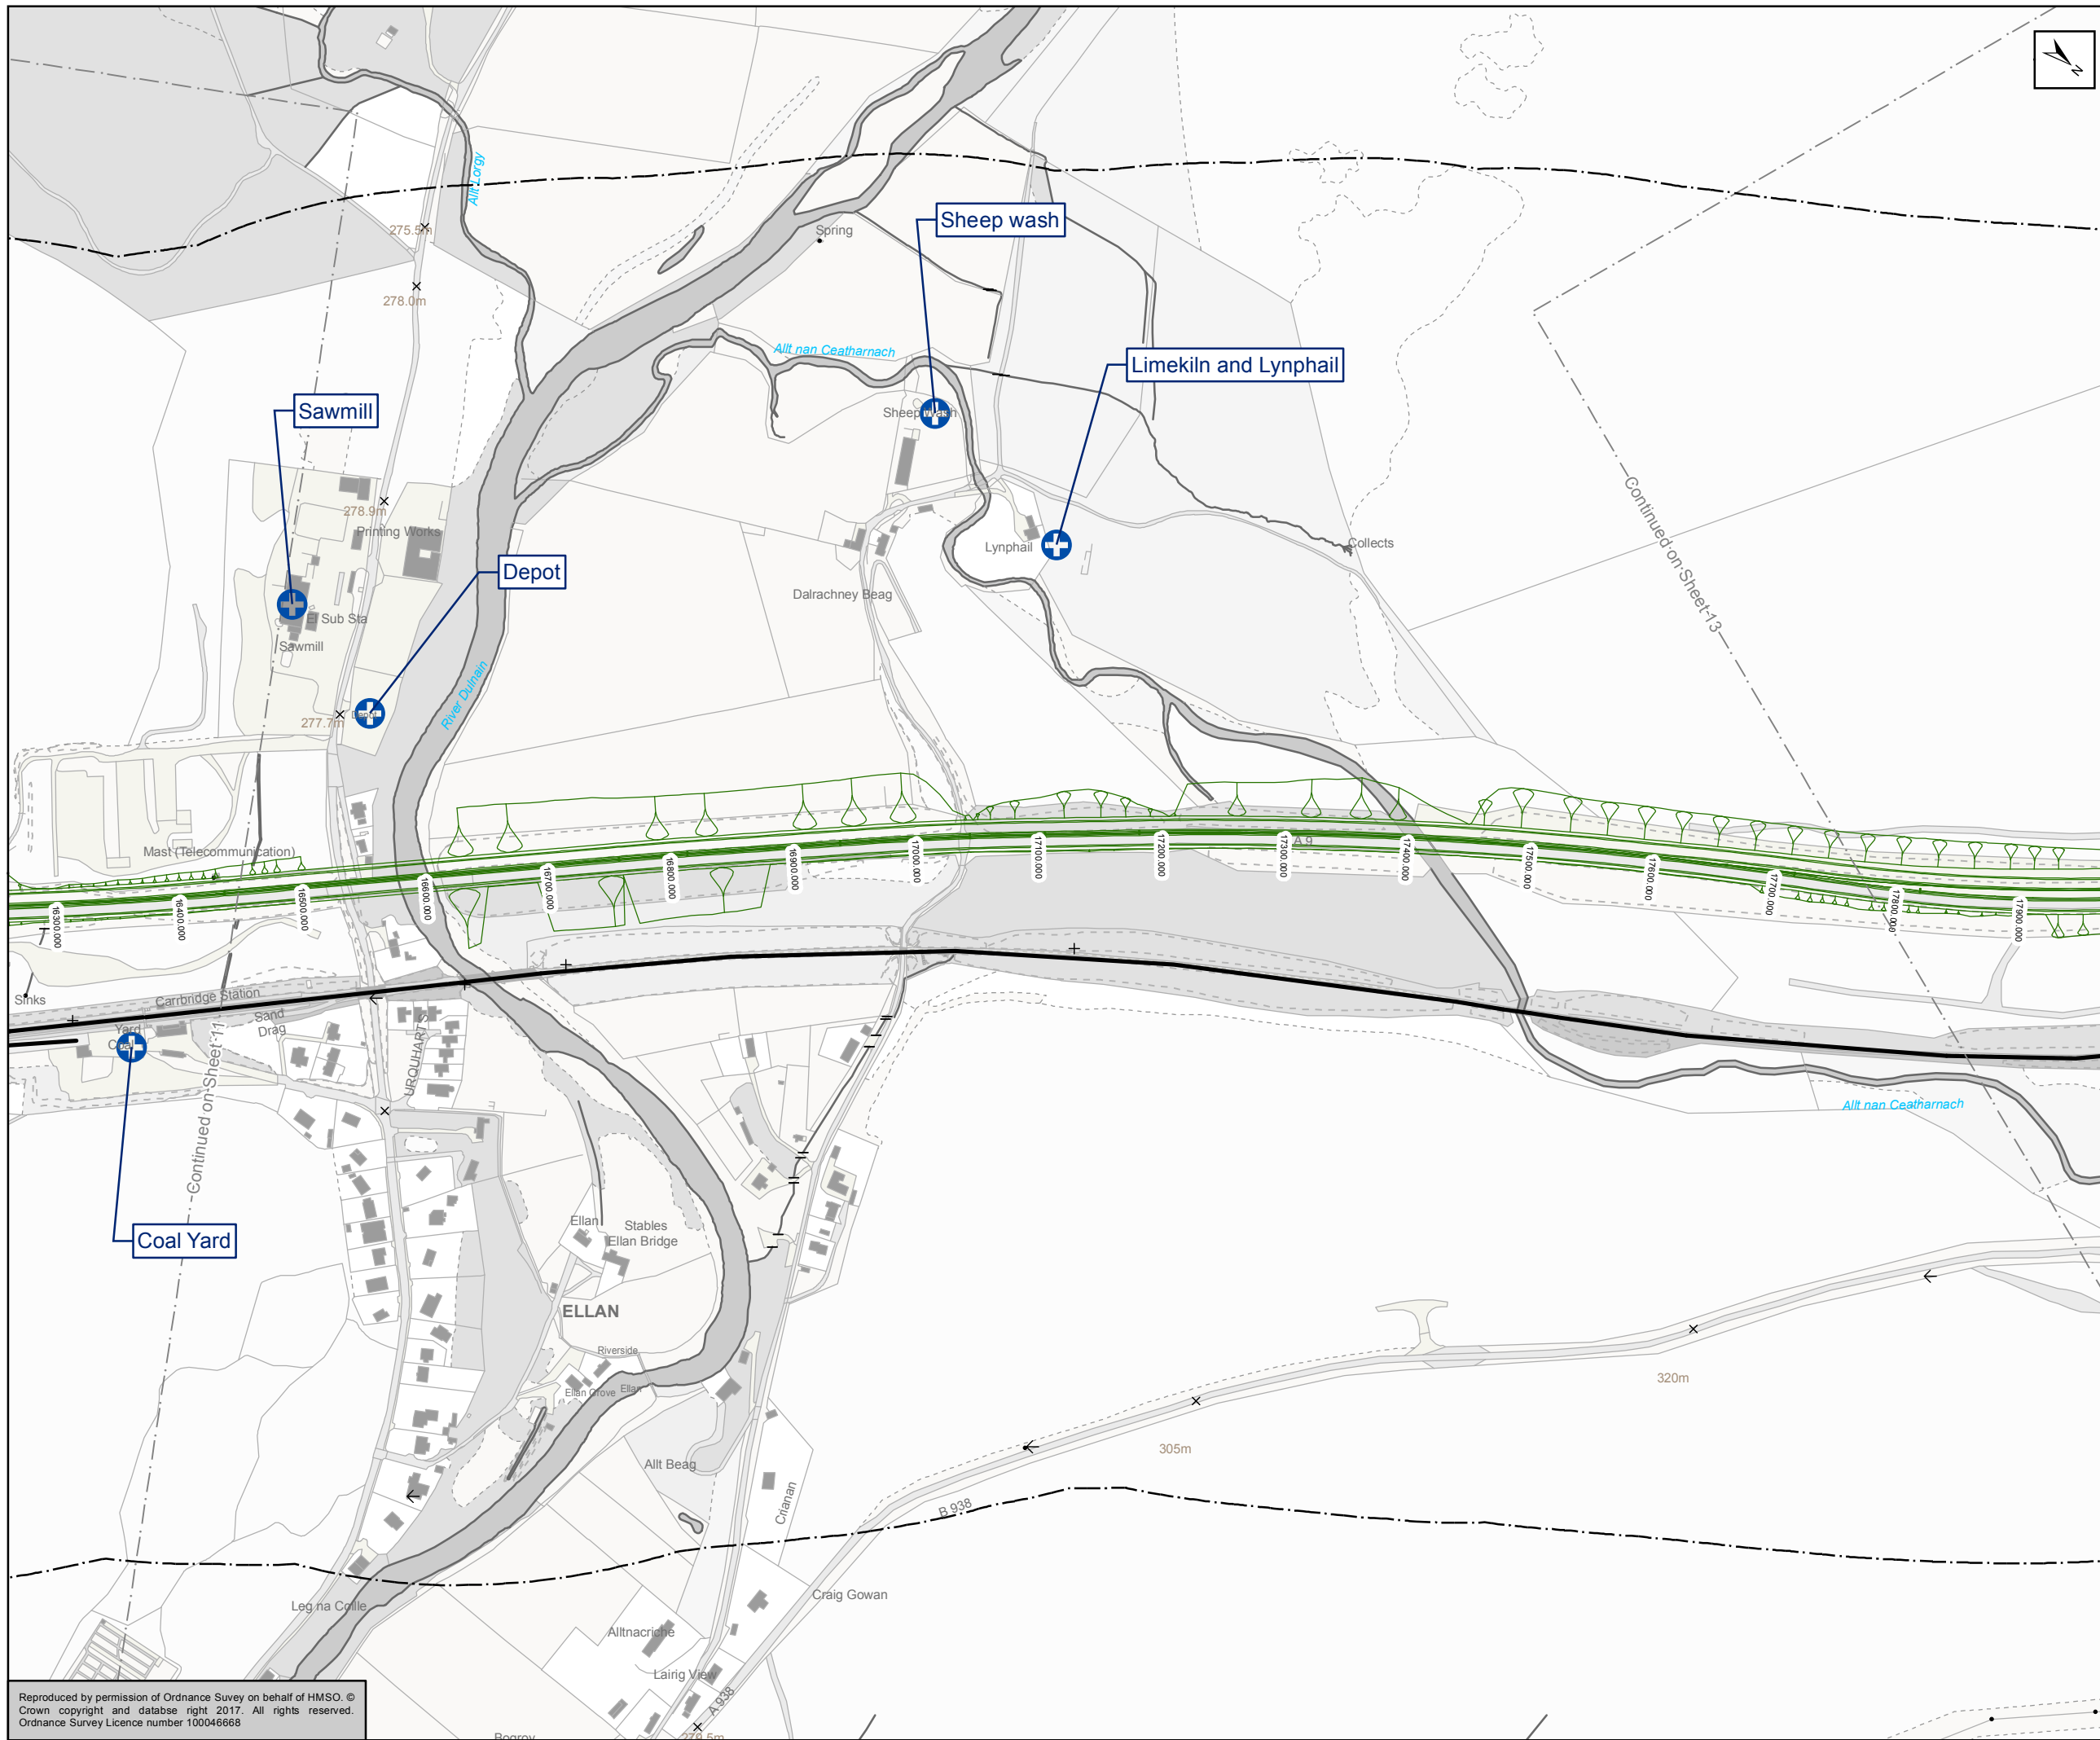 N
Allt Lorgy
275.5m
278.0m
Spring
Sheep wash
Allt nan Ceatharnach
Limekiln and Lynphail
Sawmill
Sheep Wash
278.9m
Printing Works
Continued on Sheet 13
Collects
Lynphail
Depot
Dalrachney Beag
El Sub Sta
Sawmill
River Dulnain
277.7m
Depot
Mast (Telecommunication)
A 9
16300.000
16400.000
16500.000
16600.000
16700.000
16800.000
16900.000
17000.000
17100.000
17200.000
17300.000
17400.000
17500.000
17600.000
17700.000
17800.000
17900.000
Sinks
Carrbridge Station
Sand
Drag
Yard
Coal
URQUHART'S
Continued on Sheet 11
Allt nan Ceatharnach
Coal Yard
Ellan
Stables
Ellan Bridge
ELLAN
Riverside
Ellan Grove
Ellan
320m
305m
Allt Beag
Crianan
B 938
Craig Gowan
Leg na Coille
Alltnacriche
Lairig View
A 938
279.5m
Bogroy
Reproduced by permission of Ordnance Suvey on behalf of HMSO. ©
Crown copyright and databse right 2017. All rights reserved.
Ordnance Survey Licence number 100046668